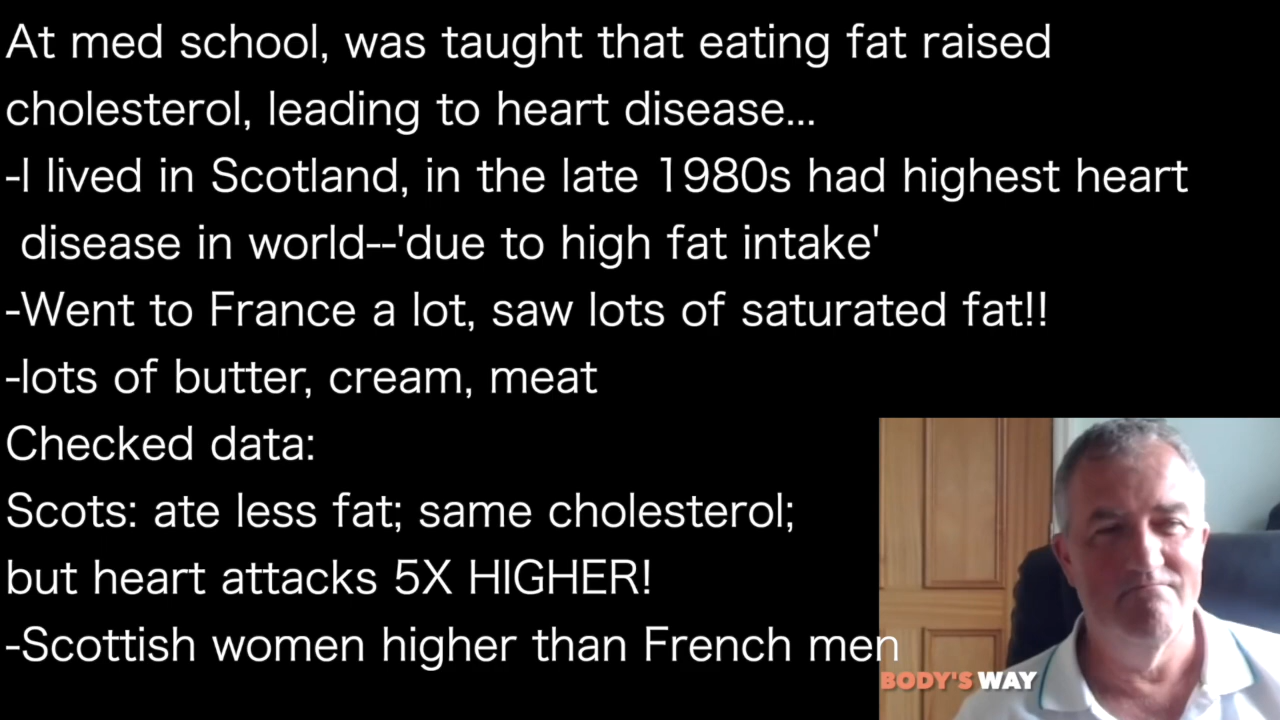 At med school, was taught that eating fat raised
cholesterol, leading to heart disease...
-I lived in Scotland, in the late 1980s had highest heart
disease in world--'due to high fat intake'
-Went to France a lot, saw lots of saturated fat!!
-lots of butter, cream, meat
Checked data:
Scots: ate less fat; same cholesterol;
but heart attacks 5X HIGHER!
-Scottish women higher than French men
BODY'S WAY